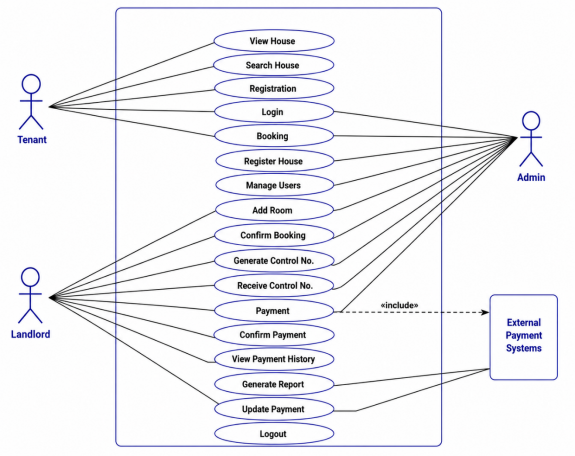 View House
Search House
Registration
Login
Booking
Register House
Manage Users
Add Room
Confirm Booking
Generate Control No.
Receive Control No.
Payment
Confirm Payment
View Payment History
Generate Report
Update Payment
Logout
Tenant
Landlord
Admin
«include»
External
Payment
Systems